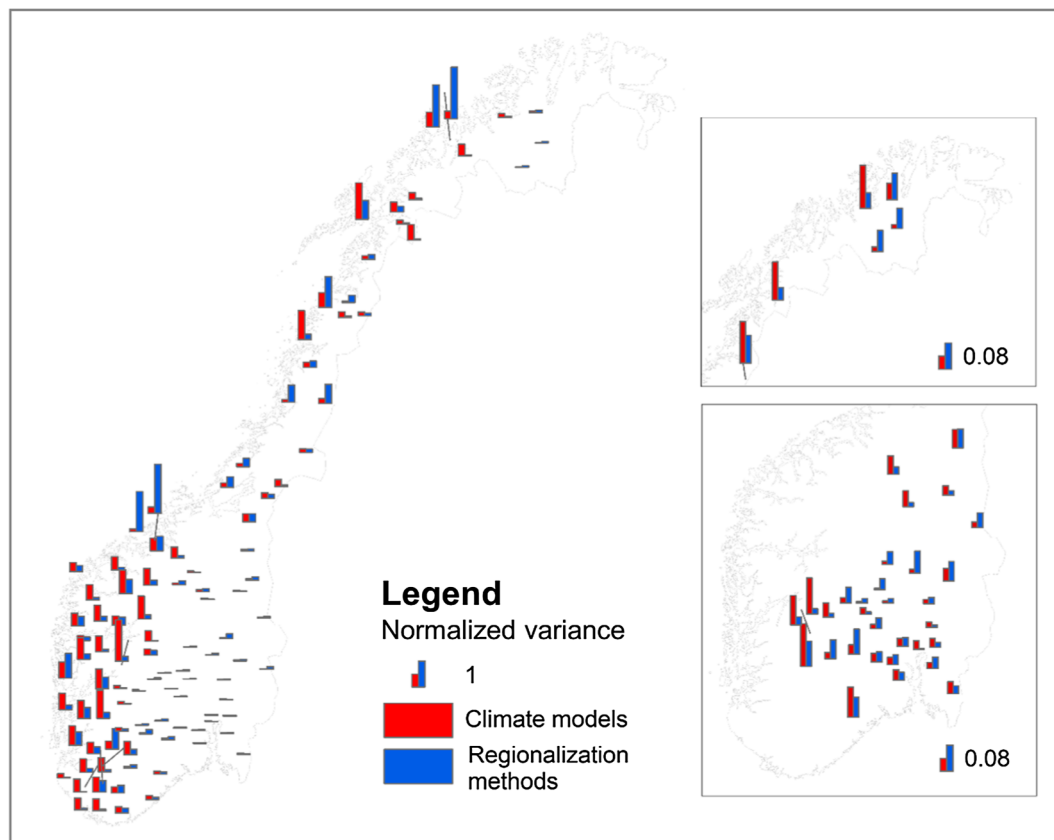 0.08
Legend
Normalized variance
1
Climate models
Regionalization
methods
0.08